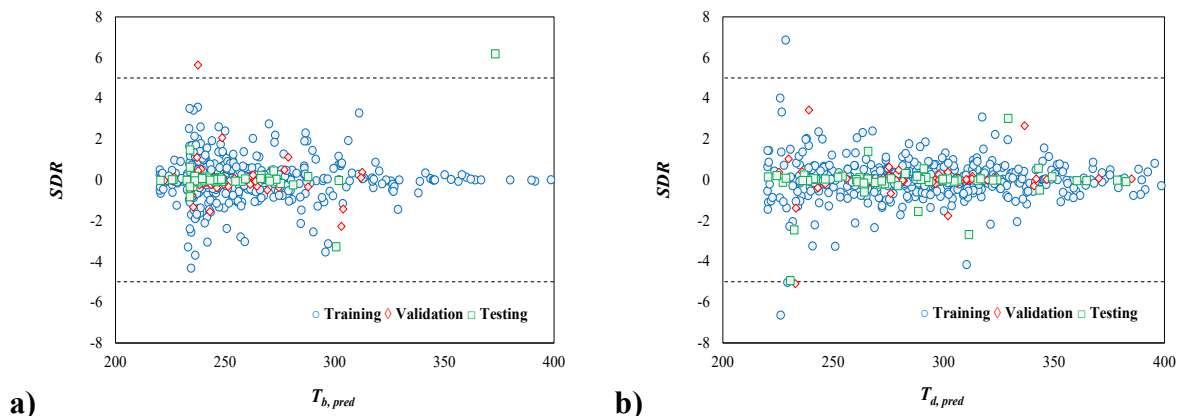 8
6
4
2
0
-2
-4
-6
-8
SDR
Training Validation Testing
200 250 300 350 400
T_b, pred
a)
8
6
4
2
0
-2
-4
-6
-8
SDR
Training Validation Testing
200 250 300 350 400
T_d, pred
b)